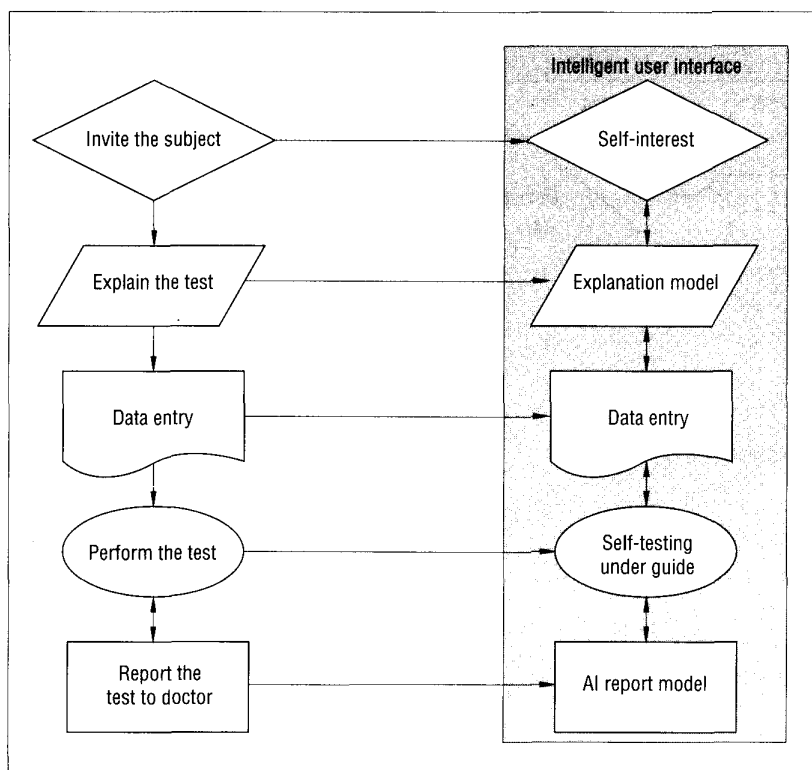 Intelligent user interface
Invite the subject
Self-interest
Explain the test
Explanation model
Data entry
Data entry
Perform the test
Self-testing
under guide
Report the
test to doctor
AI report model